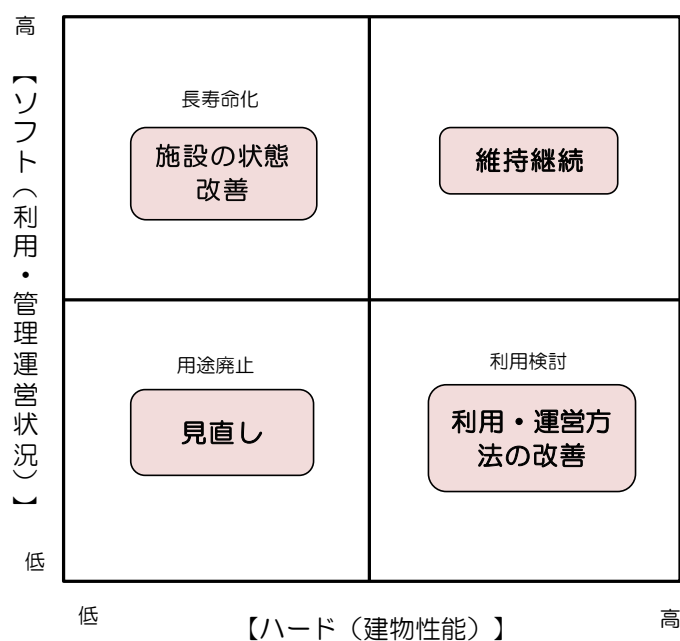 高
【ソフト（利用・管理運営状況）】
低
長寿命化
施設の状態
改善
維持継続
用途廃止
見直し
利用検討
利用・運営方
法の改善
低
【ハード（建物性能）】
高